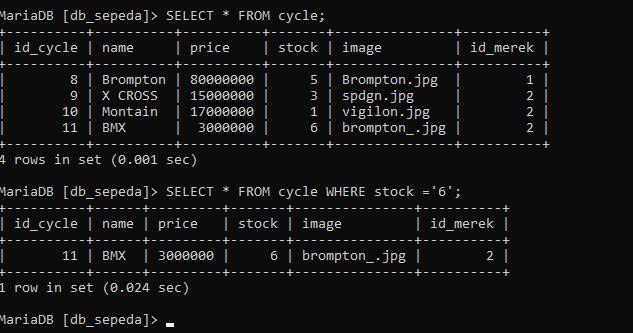 MariaDB [db_sepeda]> SELECT * FROM cycle;
+----------+----------+----------+-------+---------------+----------+
| id_cycle | name     | price    | stock | image         | id_merek |
+----------+----------+----------+-------+---------------+----------+
|        8 | Brompton | 80000000 |     5 | Brompton.jpg  |        1 |
|        9 | X CROSS  | 15000000 |     3 | spdgn.jpg     |        2 |
|       10 | Montain  | 17000000 |     1 | vigilon.jpg   |        2 |
|       11 | BMX      |  3000000 |     6 | brompton_.jpg |        2 |
+----------+----------+----------+-------+---------------+----------+
4 rows in set (0.001 sec)
MariaDB [db_sepeda]> SELECT * FROM cycle WHERE stock ='6';
+----------+------+---------+-------+---------------+----------+
| id_cycle | name | price   | stock | image         | id_merek |
+----------+------+---------+-------+---------------+----------+
|       11 | BMX  | 3000000 |     6 | brompton_.jpg |        2 |
+----------+------+---------+-------+---------------+----------+
1 row in set (0.024 sec)
MariaDB [db_sepeda]> _